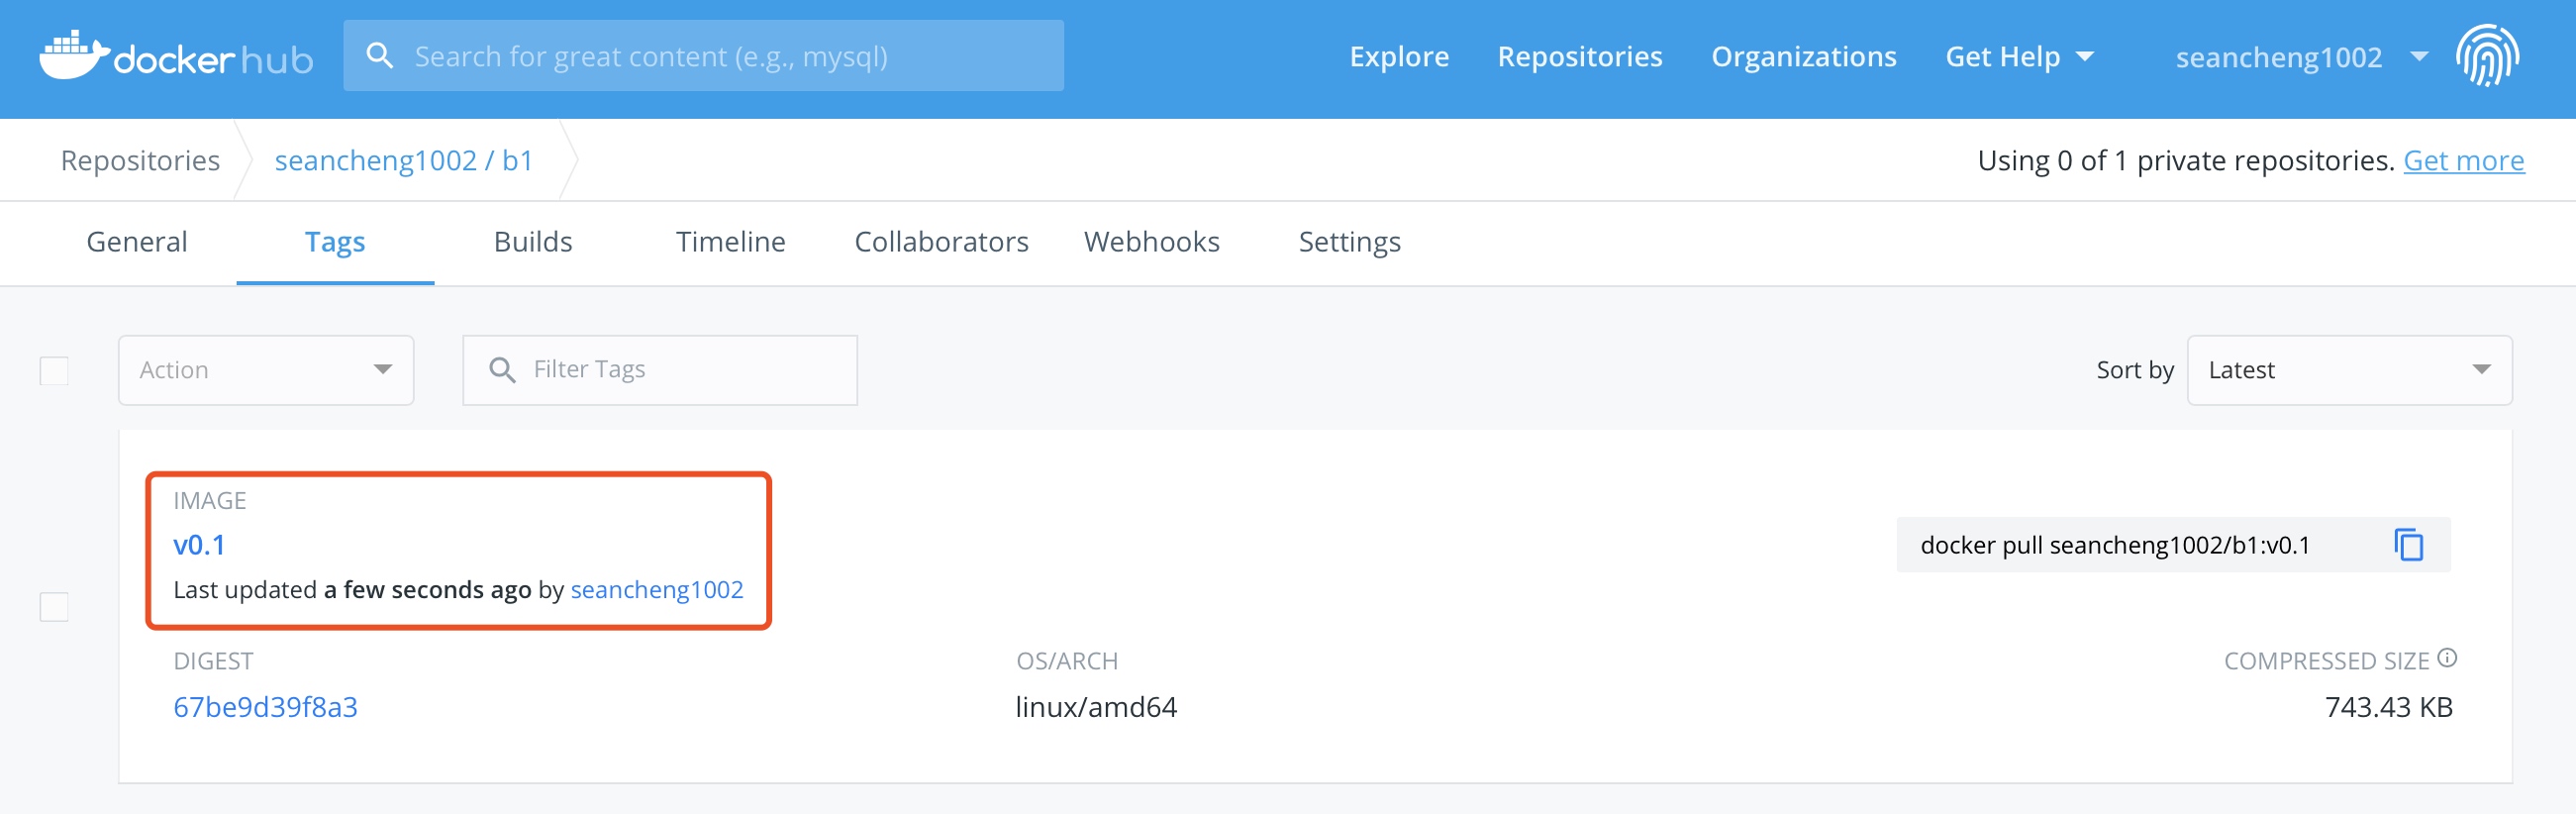 docker hub
Search for great content (e.g., mysql)
Explore
Repositories
Organizations
Get Help
seancheng1002
Repositories
seancheng1002 / b1
Using 0 of 1 private repositories. Get more
General
Tags
Builds
Timeline
Collaborators
Webhooks
Settings
Action
Filter Tags
Sort by
Latest
IMAGE
v0.1
Last updated a few seconds ago by seancheng1002
docker pull seancheng1002/b1:v0.1
DIGEST
67be9d39f8a3
OS/ARCH
linux/amd64
COMPRESSED SIZE
743.43 KB